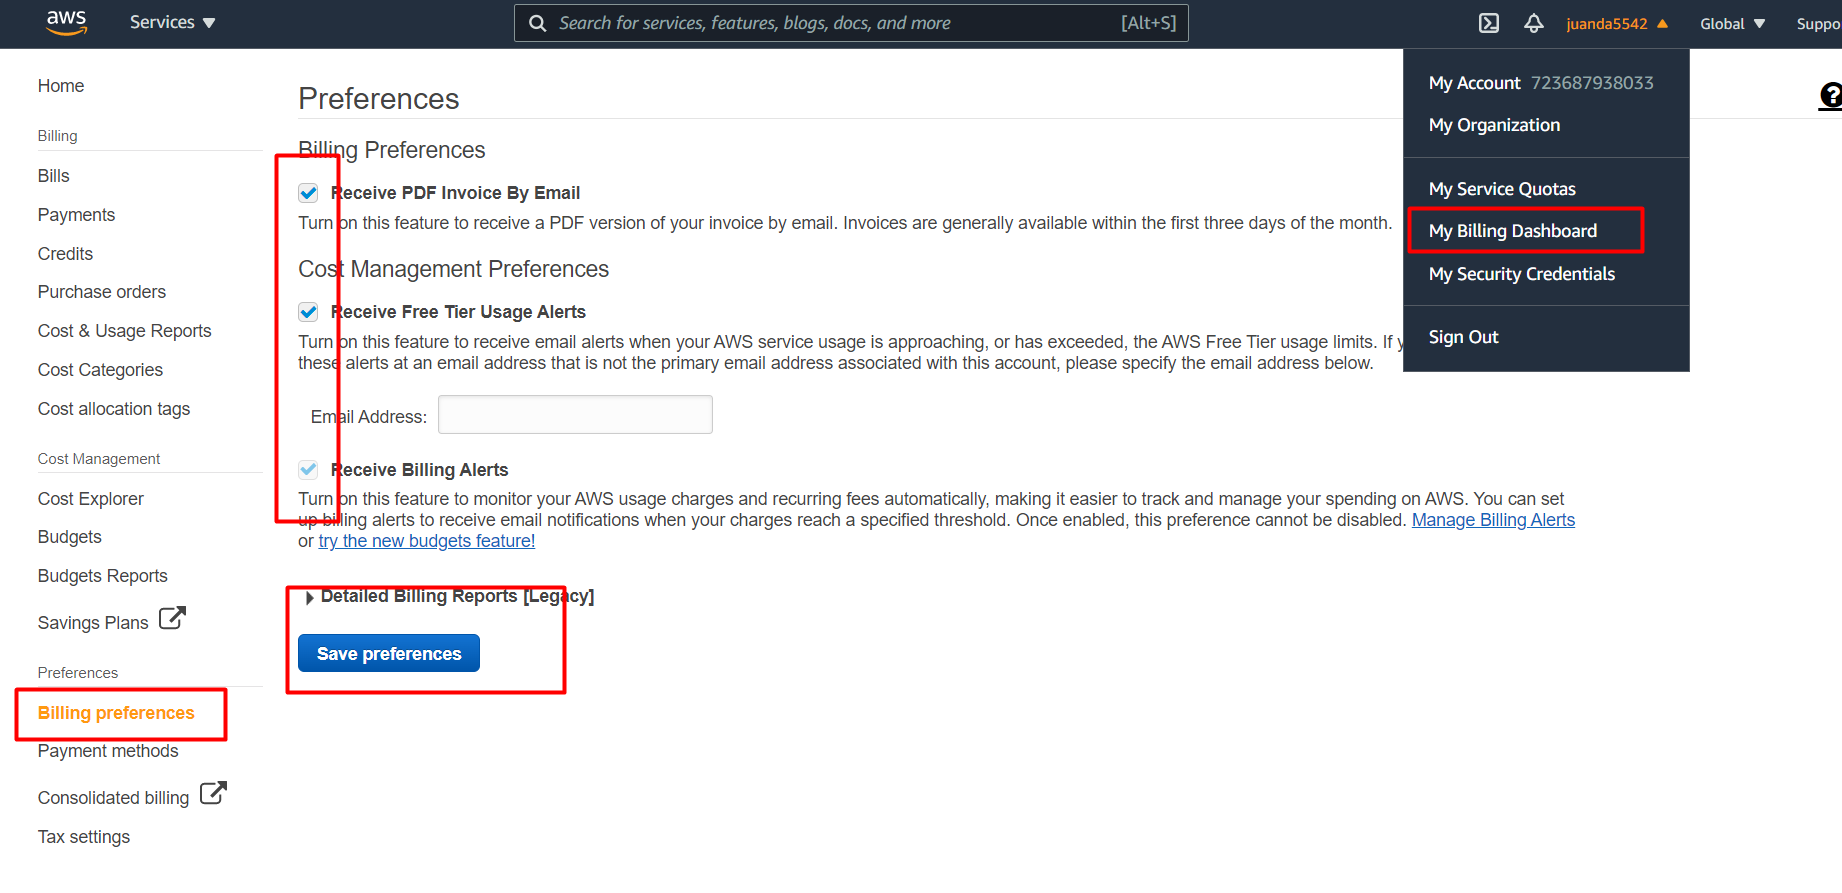 aws
Services
Search for services, features, blogs, docs, and more
[Alt+S]
juanda5542
Global
Suppo
My Account 723687938033
My Organization
My Service Quotas
My Billing Dashboard
My Security Credentials
Sign Out
Home
Billing
Bills
Payments
Credits
Purchase orders
Cost & Usage Reports
Cost Categories
Cost allocation tags
Cost Management
Cost Explorer
Budgets
Budgets Reports
Savings Plans
Preferences
Billing preferences
Payment methods
Consolidated billing
Tax settings
Preferences
Billing Preferences
Receive PDF Invoice By Email
Turn on this feature to receive a PDF version of your invoice by email. Invoices are generally available within the first three days of the month.
Cost Management Preferences
Receive Free Tier Usage Alerts
Turn on this feature to receive email alerts when your AWS service usage is approaching, or has exceeded, the AWS Free Tier usage limits. If y
these alerts at an email address that is not the primary email address associated with this account, please specify the email address below.
Email Address:
Receive Billing Alerts
Turn on this feature to monitor your AWS usage charges and recurring fees automatically, making it easier to track and manage your spending on AWS. You can set
up billing alerts to receive email notifications when your charges reach a specified threshold. Once enabled, this preference cannot be disabled. Manage Billing Alerts
or try the new budgets feature!
Detailed Billing Reports [Legacy]
Save preferences